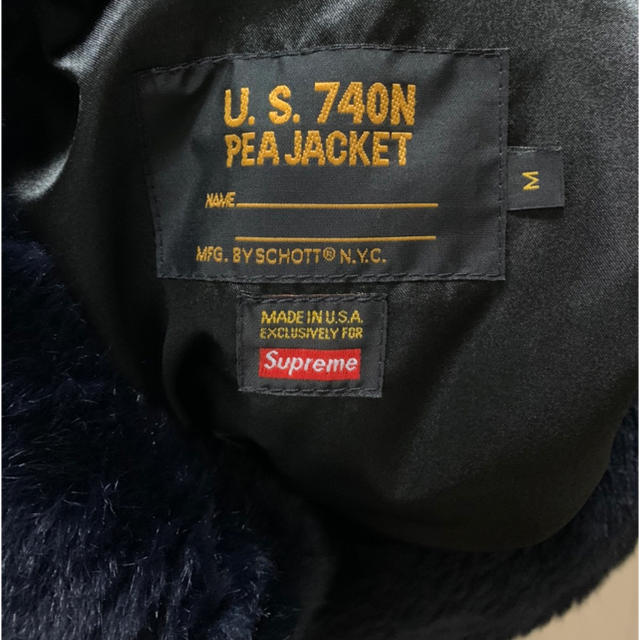 U. S. 740N
PEA JACKET
NAME
MFG. BY SCHOTT® N.Y.C.
M
MADE IN U.S.A.
EXCLUSIVELY FOR
Supreme